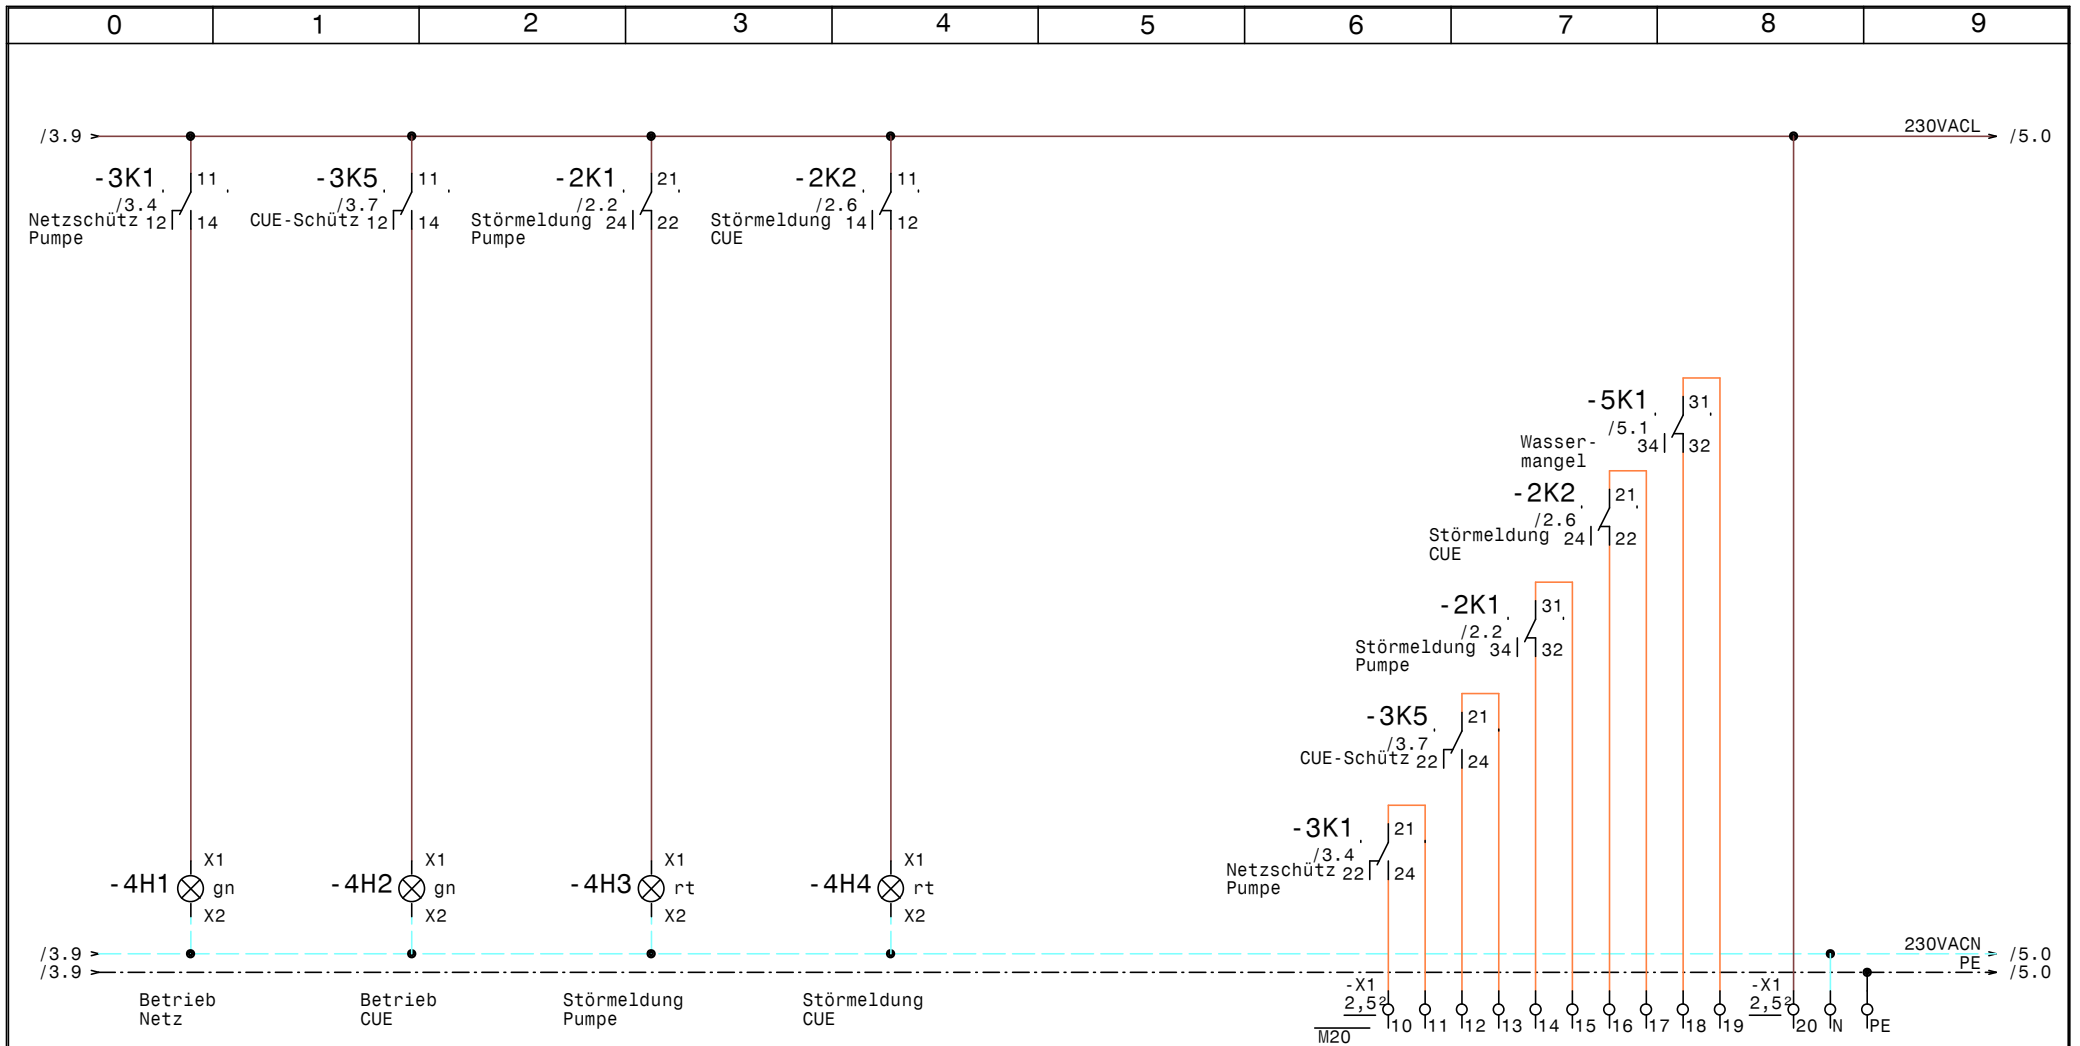 0 1 2 3 4 5 6 7 8 9
/3.9 230VACL /5.0
-3K1 11
/3.4
Netzschütz 12 14
Pumpe
-3K5 11
/3.7
CUE-Schütz 12 14
-2K1 21
/2.2
Störmeldung 24 22
Pumpe
-2K2 11
/2.6
Störmeldung 14 12
CUE
-5K1 31
/5.1
Wasser- 34 32
mangel
-2K2 21
/2.6
Störmeldung 24 22
CUE
-2K1 31
/2.2
Störmeldung 34 32
Pumpe
-3K5 21
/3.7
CUE-Schütz 22 24
-3K1 21
/3.4
Netzschütz 22 24
Pumpe
X1
-4H1 gn
X2
X1
-4H2 gn
X2
X1
-4H3 rt
X2
X1
-4H4 rt
X2
/3.9 230VACN /5.0
/3.9 PE /5.0
Betrieb
Netz
Betrieb
CUE
Störmeldung
Pumpe
Störmeldung
CUE
-X1
2,5²
10 11 12 13 14 15 16 17 18 19
M20
-X1
2,5²
20 N PE